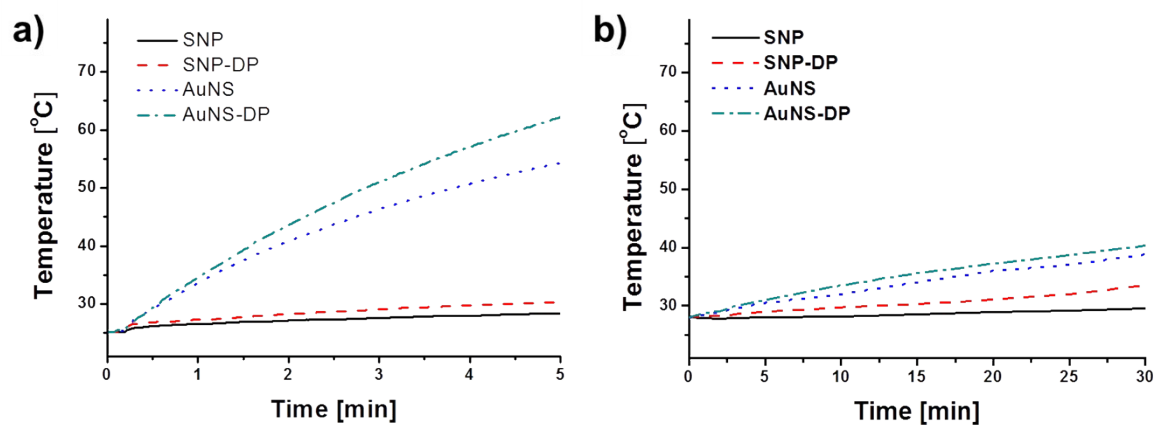 a)
SNP
SNP-DP
AuNS
AuNS-DP
Temperature [°C]
70
60
50
40
30
0 1 2 3 4 5
Time [min]
b)
SNP
SNP-DP
AuNS
AuNS-DP
Temperature [°C]
70
60
50
40
30
0 5 10 15 20 25 30
Time [min]